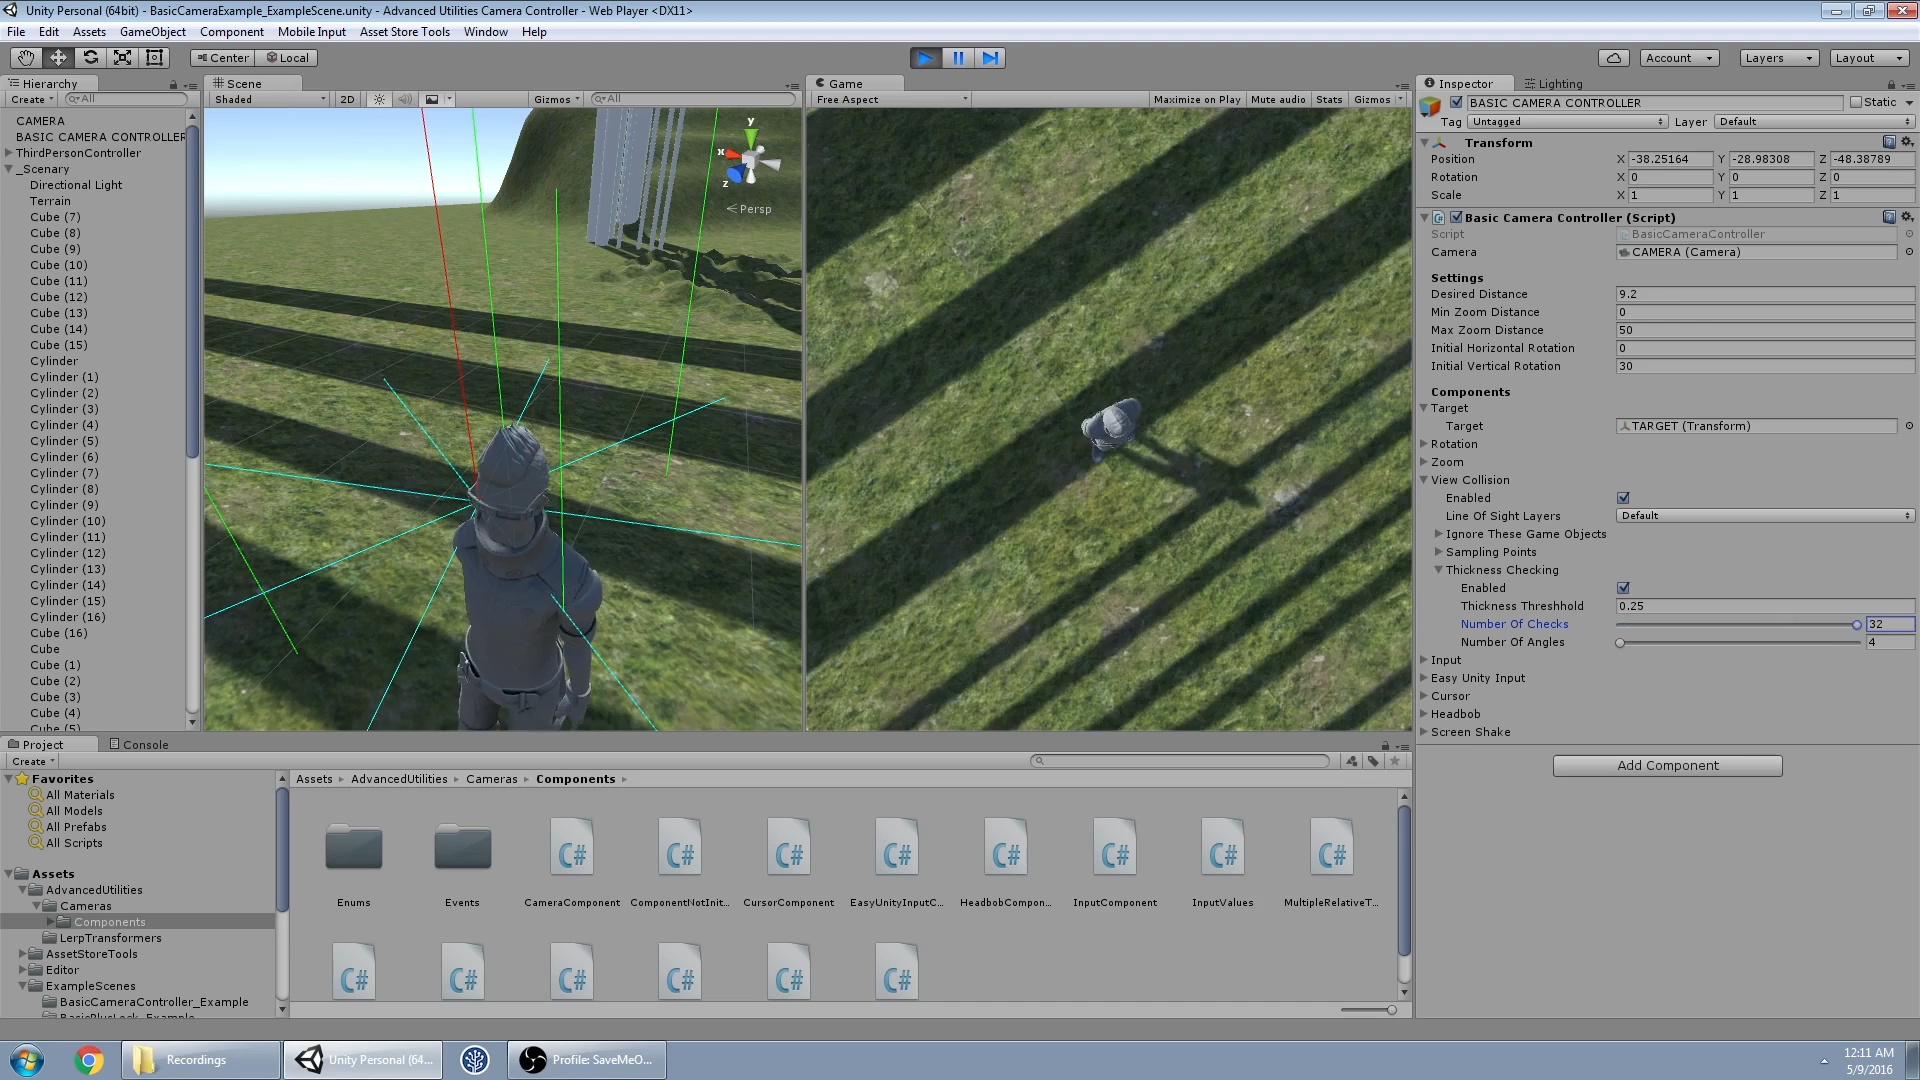 Unity Personal (64bit) - BasicCameraExample_ExampleScene.unity - Advanced Utilities Camera Controller - Web Player <DX11>
File Edit Assets GameObject Component Mobile Input Asset Store Tools Window Help
Center Local
Account Layers Layout
Hierarchy
Create All
CAMERA
BASIC CAMERA CONTROLLER
ThirdPersonController
_Scenary
Directional Light
Terrain
Cube (7)
Cube (8)
Cube (9)
Cube (10)
Cube (11)
Cube (12)
Cube (13)
Cube (14)
Cube (15)
Cylinder
Cylinder (1)
Cylinder (2)
Cylinder (3)
Cylinder (4)
Cylinder (5)
Cylinder (6)
Cylinder (7)
Cylinder (8)
Cylinder (9)
Cylinder (10)
Cylinder (11)
Cylinder (12)
Cylinder (13)
Cylinder (14)
Cylinder (15)
Cylinder (16)
Cube (16)
Cube
Cube (1)
Cube (2)
Cube (3)
Cube (4)
Cube (5)
Scene
Shaded 2D Gizmos All
y
x
z
Persp
Game
Free Aspect Maximize on Play Mute audio Stats Gizmos
Inspector Lighting
BASIC CAMERA CONTROLLER Static
Tag Untagged Layer Default
Transform
Position X -38.25164 Y -28.98308 Z -48.38789
Rotation X 0 Y 0 Z 0
Scale X 1 Y 1 Z 1
Basic Camera Controller (Script)
Script BasicCameraController
Camera CAMERA (Camera)
Settings
Desired Distance 9.2
Min Zoom Distance 0
Max Zoom Distance 50
Initial Horizontal Rotation 0
Initial Vertical Rotation 30
Components
Target
Target TARGET (Transform)
Rotation
Zoom
View Collision
Enabled
Line Of Sight Layers Default
Ignore These Game Objects
Sampling Points
Thickness Checking
Enabled
Thickness Threshhold 0.25
Number Of Checks 32
Number Of Angles 4
Input
Easy Unity Input
Cursor
Headbob
Screen Shake
Add Component
Project Console
Create
Favorites
All Materials
All Models
All Prefabs
All Scripts
Assets
AdvancedUtilities
Cameras
Components
LerpTransformers
AssetStoreTools
Editor
ExampleScenes
BasicCameraController_Example
BasicPlusLock_Example
Assets AdvancedUtilities Cameras Components
C# C# C# C# C# C# C# C#
Enums Events CameraComponent ComponentNotInit... CursorComponent EasyUnityInputC... HeadbobCompon... InputComponent InputValues MultipleRelativeT...
C# C# C# C# C# C#
Recordings Unity Personal (64... Profile: SaveMeO...
12:11 AM
5/9/2016